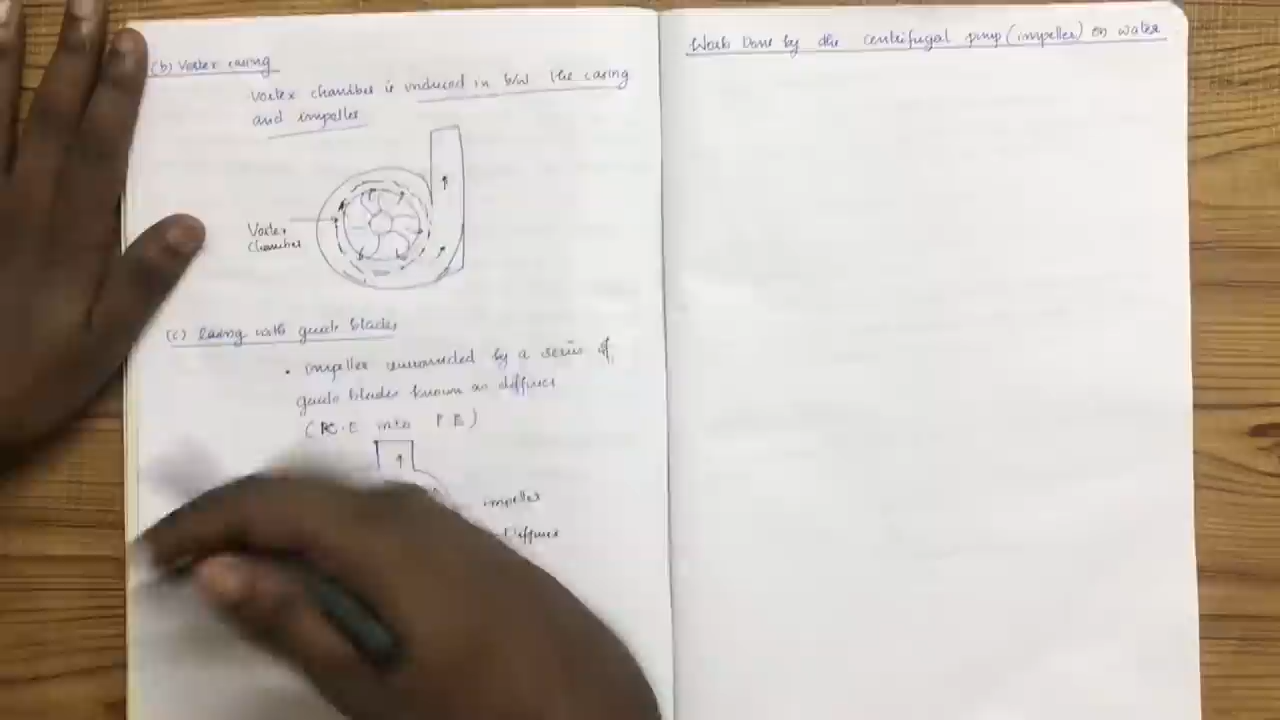 (b) Vortex casing
Vortex chamber is induced in b/w the casing
and impeller
Vortex
chamber
(c) Casing with guide blades
• impeller surrounded by a series of
guide blades known as diffuser
(K.E into P E)
impeller
Diffuser
Work Done by the centrifugal pump (impeller) on water